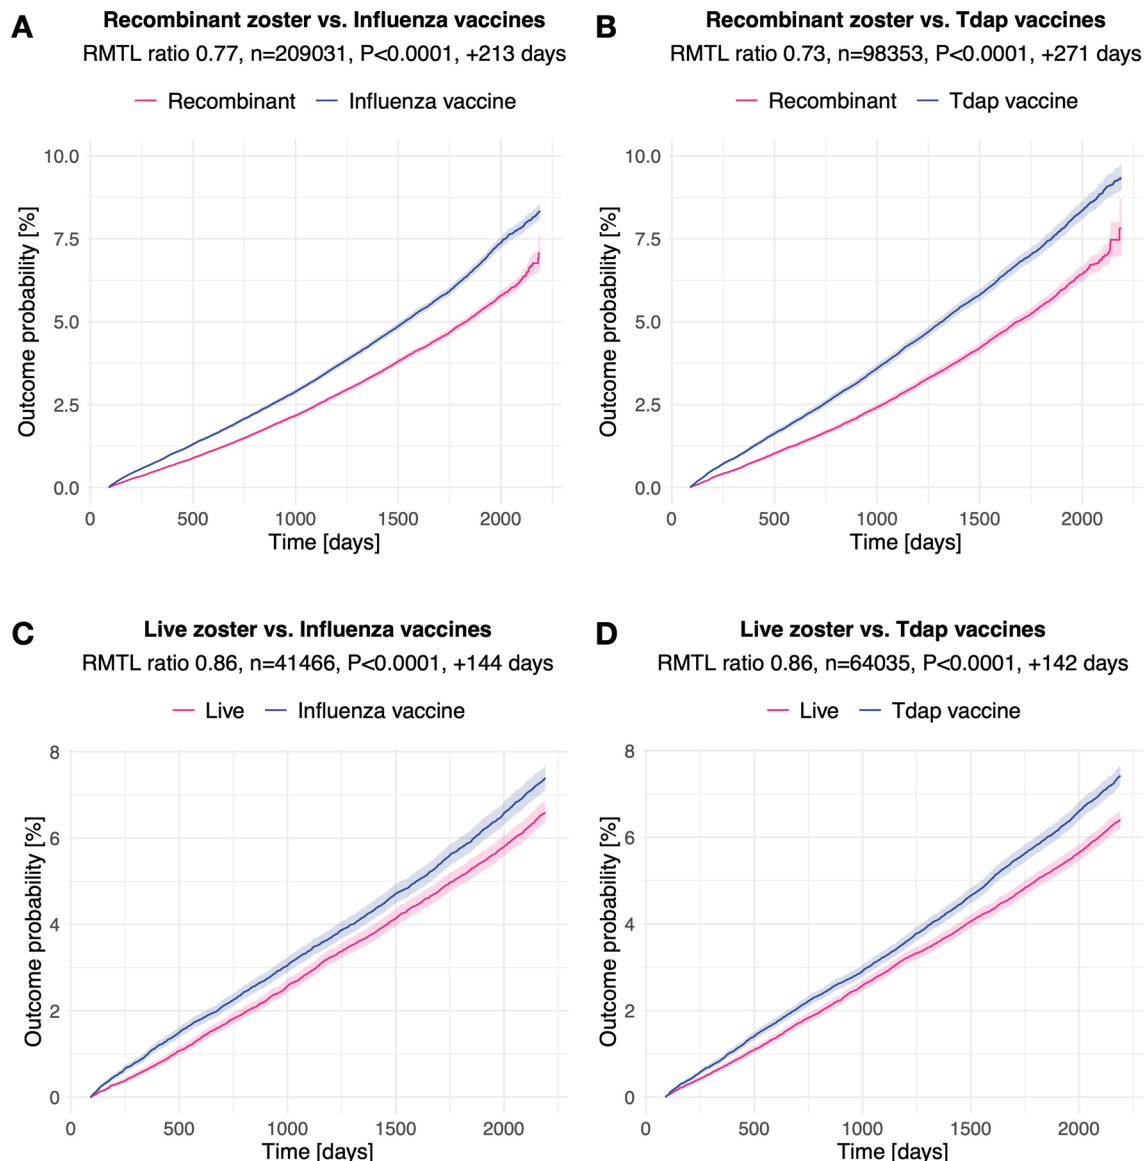 A
Recombinant zoster vs. Influenza vaccines
RMTL ratio 0.77, n=209031, P<0.0001, +213 days
Recombinant Influenza vaccine
Outcome probability [%]
10.0
7.5
5.0
2.5
0.0
0 500 1000 1500 2000
Time [days]
B
Recombinant zoster vs. Tdap vaccines
RMTL ratio 0.73, n=98353, P<0.0001, +271 days
Recombinant Tdap vaccine
Outcome probability [%]
10.0
7.5
5.0
2.5
0.0
0 500 1000 1500 2000
Time [days]
C
Live zoster vs. Influenza vaccines
RMTL ratio 0.86, n=41466, P<0.0001, +144 days
Live Influenza vaccine
Outcome probability [%]
8
6
4
2
0
0 500 1000 1500 2000
Time [days]
D
Live zoster vs. Tdap vaccines
RMTL ratio 0.86, n=64035, P<0.0001, +142 days
Live Tdap vaccine
Outcome probability [%]
8
6
4
2
0
0 500 1000 1500 2000
Time [days]